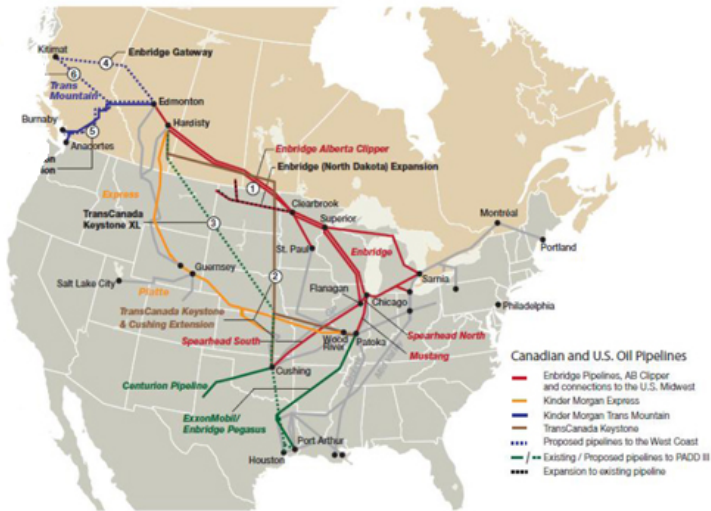 Kitimat
4
Enbridge Gateway
6
Trans
Mountain
Edmonton
Burnaby
Hardisty
5
Anacortes
on
ion
Enbridge Alberta Clipper
Enbridge (North Dakota) Expansion
1
Express
Clearbrook
TransCanada
Keystone XL
3
Superior
Montréal
St. Paul
Enbridge
Portland
Guernsey
Sarnia
Salt Lake City
2
Flanagan
Platte
Chicago
Philadelphia
TransCanada Keystone
& Cushing Extension
Spearhead South
Wood
River
Patoka
Spearhead North
Mustang
Cushing
Centurion Pipeline
ExxonMobil/
Enbridge Pegasus
Port Arthur
Houston
Canadian and U.S. Oil Pipelines
Enbridge Pipelines, AB Clipper
and connections to the U.S. Midwest
Kinder Morgan Express
Kinder Morgan Trans Mountain
TransCanada Keystone
Proposed pipelines to the West Coast
Existing / Proposed pipelines to PADD III
Expansion to existing pipeline